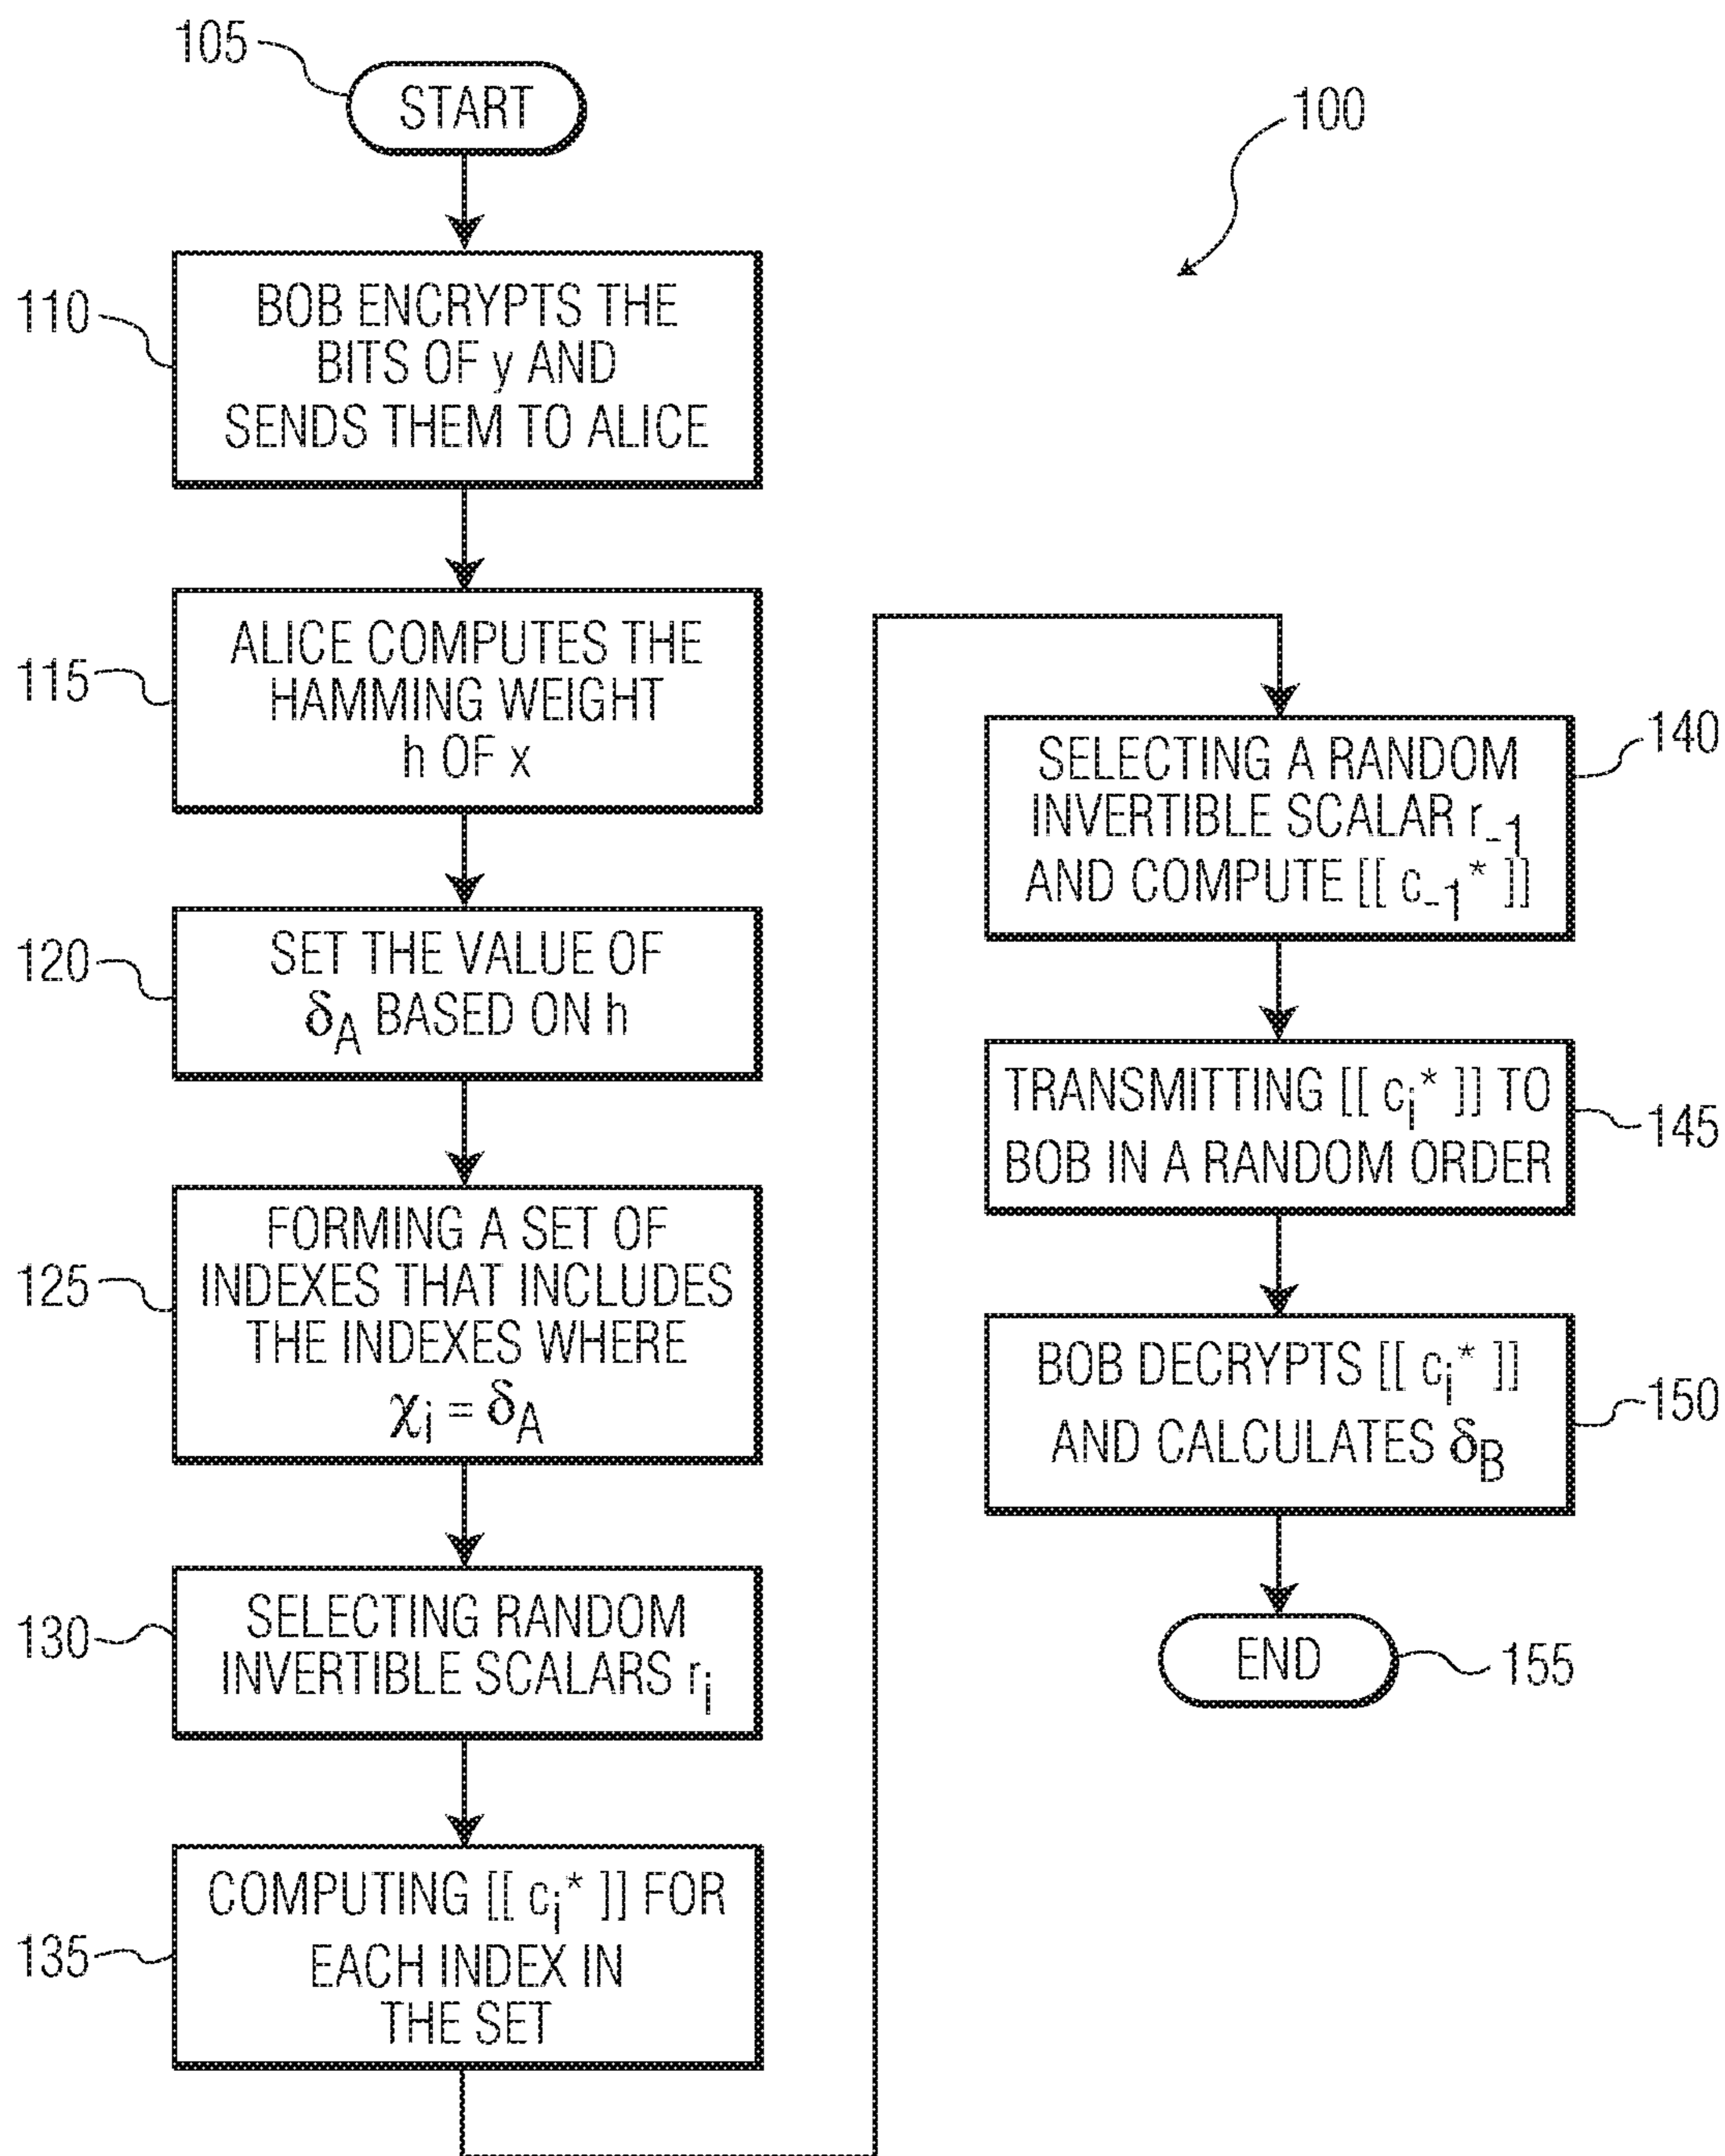 105
START
100
110
BOB ENCRYPTS THE
BITS OF y AND
SENDS THEM TO ALICE
115
ALICE COMPUTES THE
HAMMING WEIGHT
h OF x
120
SET THE VALUE OF
δA BASED ON h
125
FORMING A SET OF
INDEXES THAT INCLUDES
THE INDEXES WHERE
χi = δA
130
SELECTING RANDOM
INVERTIBLE SCALARS ri
135
COMPUTING [[ ci* ]] FOR
EACH INDEX IN
THE SET
140
SELECTING A RANDOM
INVERTIBLE SCALAR r-1
AND COMPUTE [[ c-1* ]]
145
TRANSMITTING [[ ci* ]] TO
BOB IN A RANDOM ORDER
150
BOB DECRYPTS [[ ci* ]]
AND CALCULATES δB
END
155